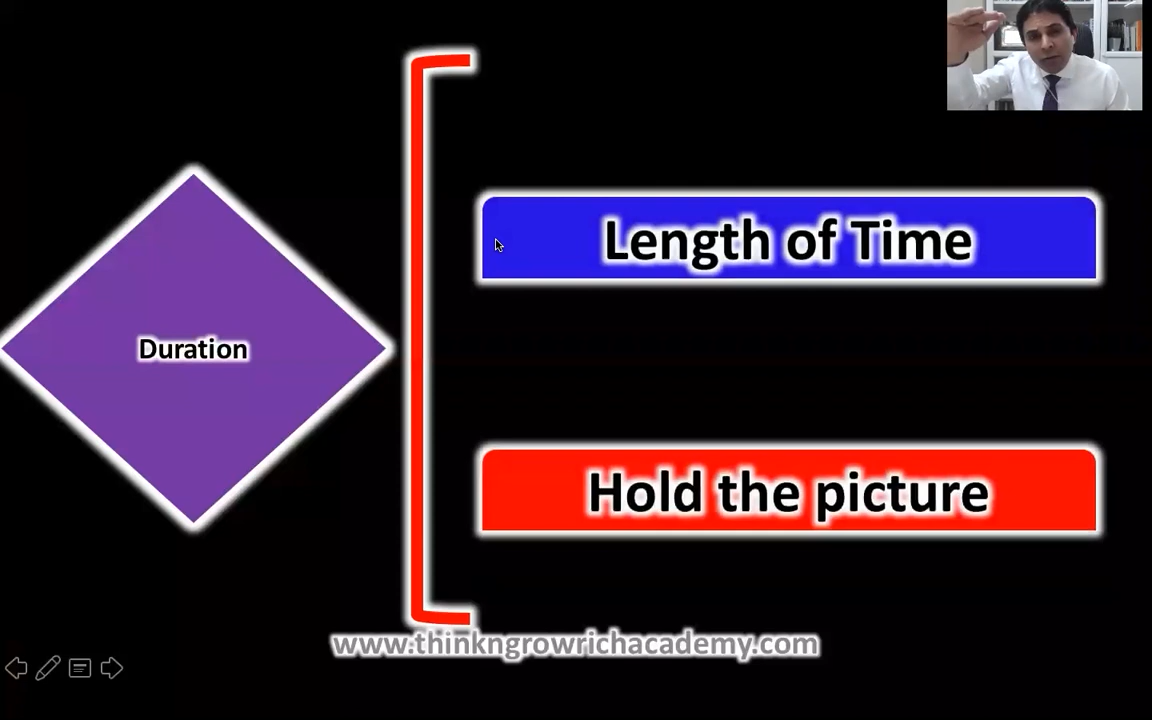 Duration
Length of Time
Hold the picture
www.thinkngrowrichacademy.com